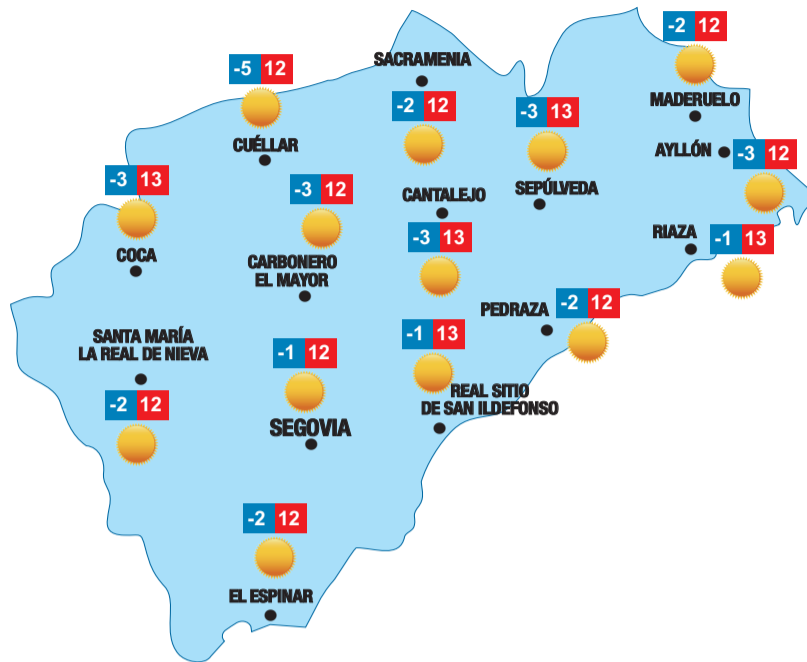 -2 12
MADERUELO
SACRAMENIA
-2 12
-5 12
CUÉLLAR
-3 13
SEPÚLVEDA
AYLLÓN
-3 12
-3 13
COCA
-3 12
CARBONERO
EL MAYOR
CANTALEJO
-3 13
RIAZA
-1 13
PEDRAZA
-2 12
SANTA MARÍA
LA REAL DE NIEVA
-2 12
-1 12
SEGOVIA
-1 13
REAL SITIO
DE SAN ILDEFONSO
-2 12
EL ESPINAR